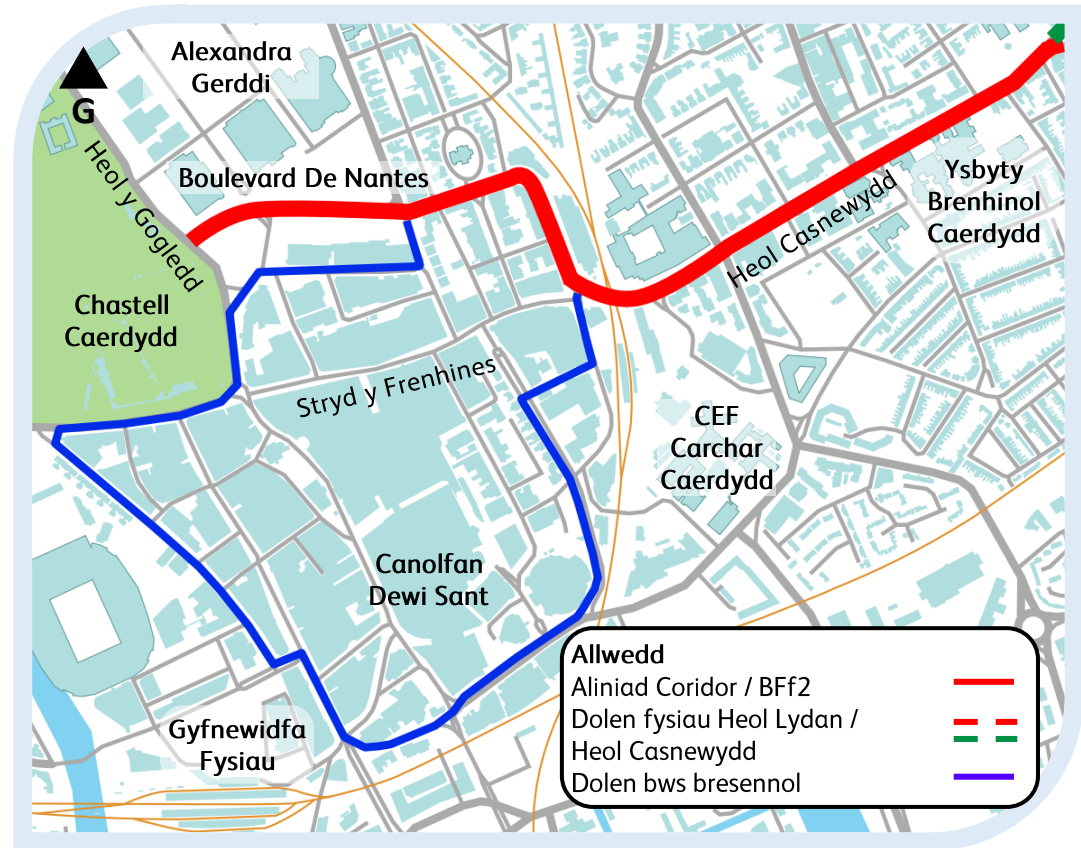 Alexandra
Gerddi
G
Heol y Gogledd
Boulevard De Nantes
Ysbyty
Brenhinol
Caerdydd
Heol Casnewydd
Chastell
Caerdydd
Stryd y Frenhines
CEF
Carchar
Caerdydd
Canolfan
Dewi Sant
Gyfnewidfa
Fysiau
Allwedd
Aliniad Coridor / BFf2
Dolen fysiau Heol Lydan /
Heol Casnewydd
Dolen bws bresennol